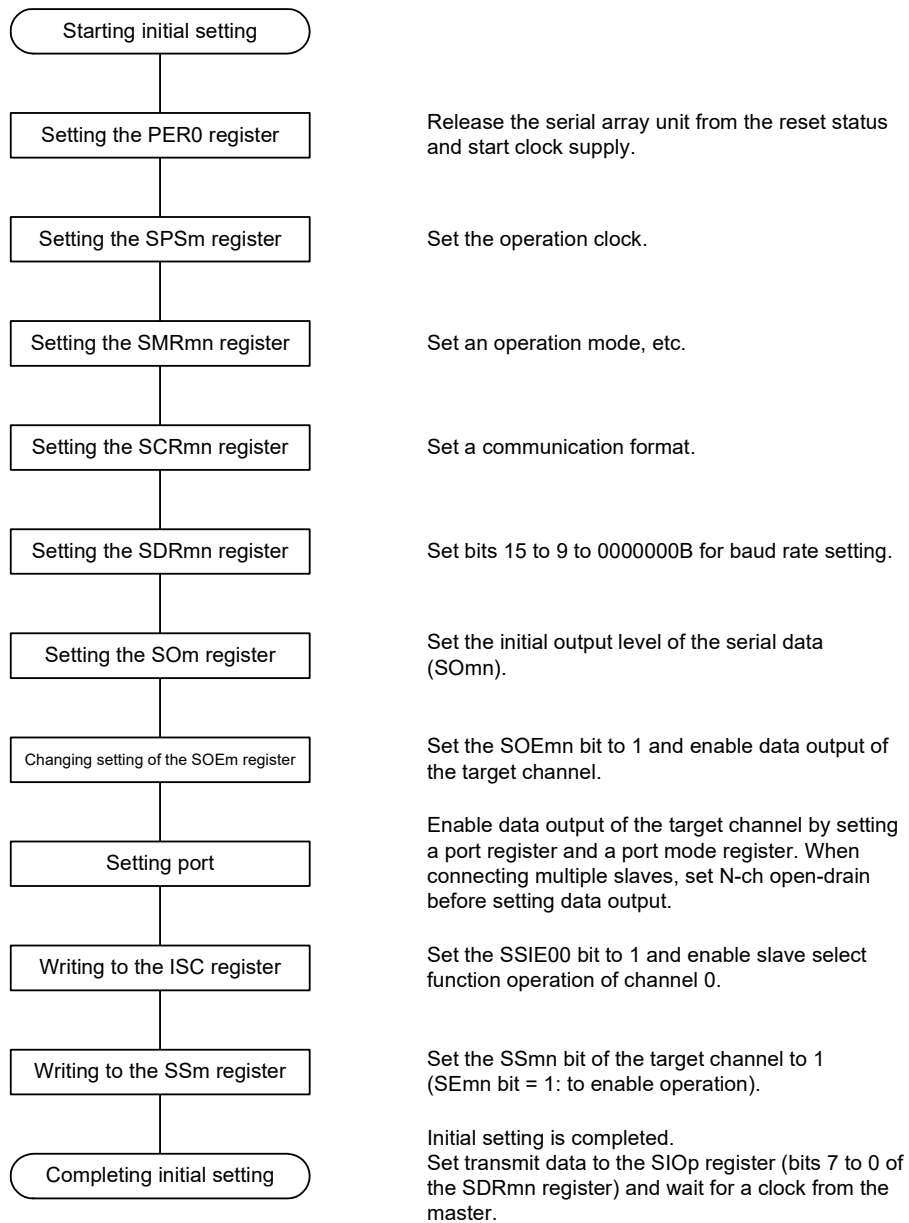 Starting initial setting
Setting the PER0 register
Release the serial array unit from the reset status
and start clock supply.
Setting the SPSm register
Set the operation clock.
Setting the SMRmn register
Set an operation mode, etc.
Setting the SCRmn register
Set a communication format.
Setting the SDRmn register
Set bits 15 to 9 to 0000000B for baud rate setting.
Setting the SOm register
Set the initial output level of the serial data
(SOmn).
Changing setting of the SOEm register
Set the SOEmn bit to 1 and enable data output of
the target channel.
Setting port
Enable data output of the target channel by setting
a port register and a port mode register. When
connecting multiple slaves, set N-ch open-drain
before setting data output.
Writing to the ISC register
Set the SSIE00 bit to 1 and enable slave select
function operation of channel 0.
Writing to the SSm register
Set the SSmn bit of the target channel to 1
(SEmn bit = 1: to enable operation).
Completing initial setting
Initial setting is completed.
Set transmit data to the SIOp register (bits 7 to 0 of
the SDRmn register) and wait for a clock from the
master.